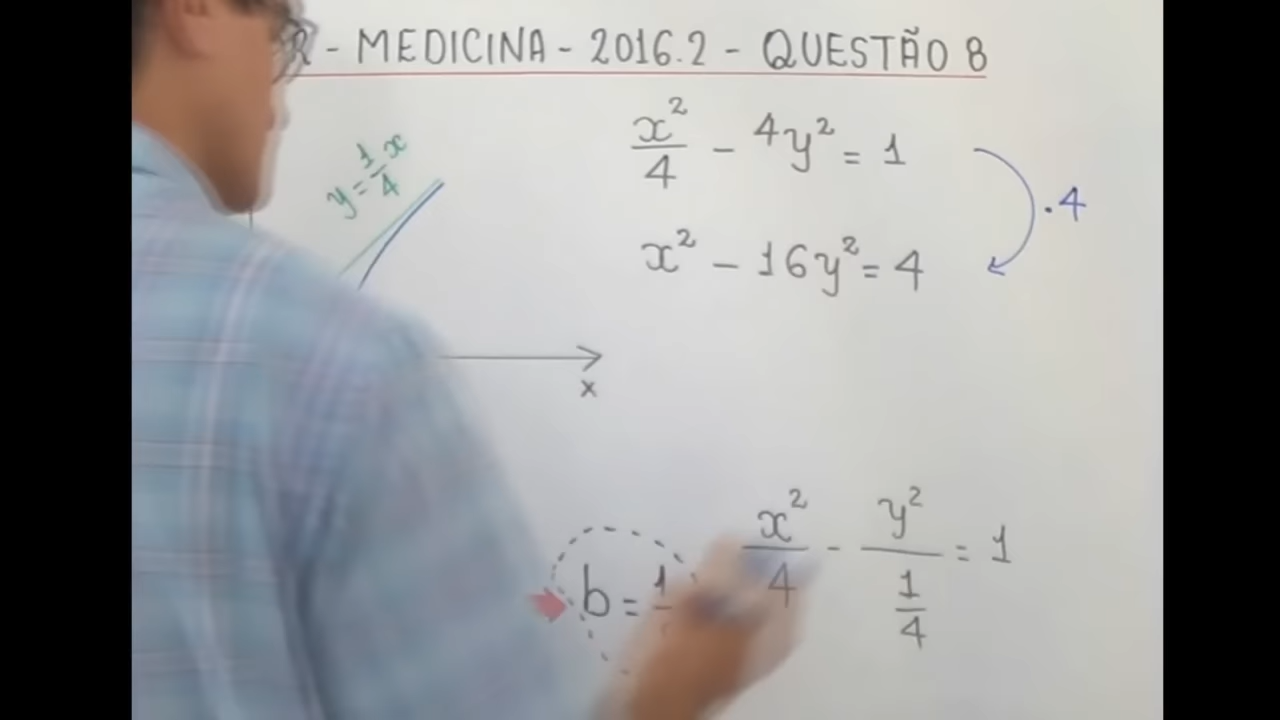 - MEDICINA - 2016.2 - QUESTÃO 8
y = 1/4 x
x²/4 - 4y² = 1
. 4
x² - 16y² = 4
x
b = 1
x²/4 - y²/(1/4) = 1